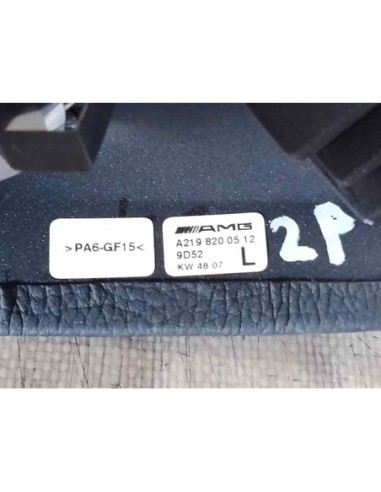 >PA6-GF15<
AMG
A219 820 05 12
9D52
KW 48 07 L
2P